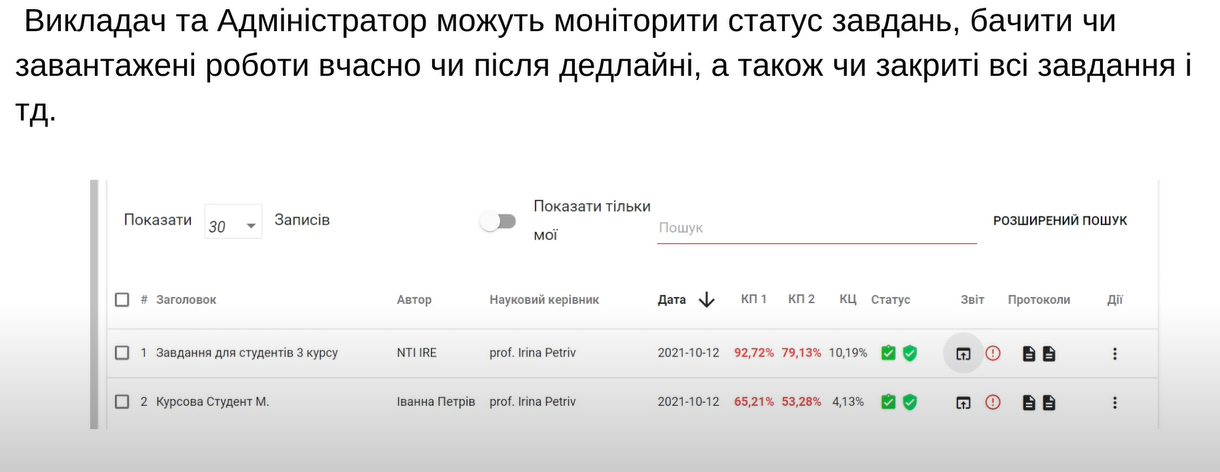 Викладач та Адміністратор можуть моніторити статус завдань, бачити чи
завантажені роботи вчасно чи після дедлайні, а також чи закриті всі завдання і
тд.
Показати 30 Записів Показати тільки мої Пошук РОЗШИРЕНИЙ ПОШУК
# Заголовок Автор Науковий керівник Дата КП 1 КП 2 КЦ Статус Звіт Протоколи Дії
1 Завдання для студентів 3 курсу NTI IRE prof. Irina Petriv 2021-10-12 92,72% 79,13% 10,19%
2 Курсова Студент М. Іванна Петрів prof. Irina Petriv 2021-10-12 65,21% 53,28% 4,13%